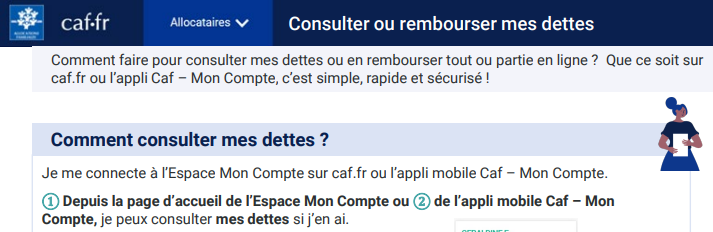 caf.fr
Allocataires
Consulter ou rembourser mes dettes
Comment faire pour consulter mes dettes ou en rembourser tout ou partie en ligne ? Que ce soit sur
caf.fr ou l’appli Caf – Mon Compte, c’est simple, rapide et sécurisé !
Comment consulter mes dettes ?
Je me connecte à l’Espace Mon Compte sur caf.fr ou l’appli mobile Caf – Mon Compte.
1 Depuis la page d’accueil de l’Espace Mon Compte ou 2 de l’appli mobile Caf – Mon
Compte, je peux consulter mes dettes si j’en ai.